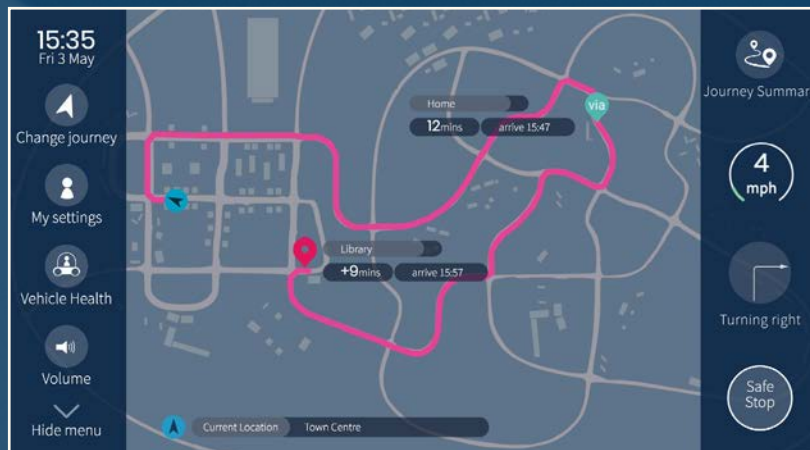 15:35
Fri 3 May
Change journey
My settings
Vehicle Health
Volume
Hide menu
Home
12mins
arrive 15:47
via
Library
+9mins
arrive 15:57
Current Location
Town Centre
Journey Summar
4
mph
Turning right
Safe
Stop